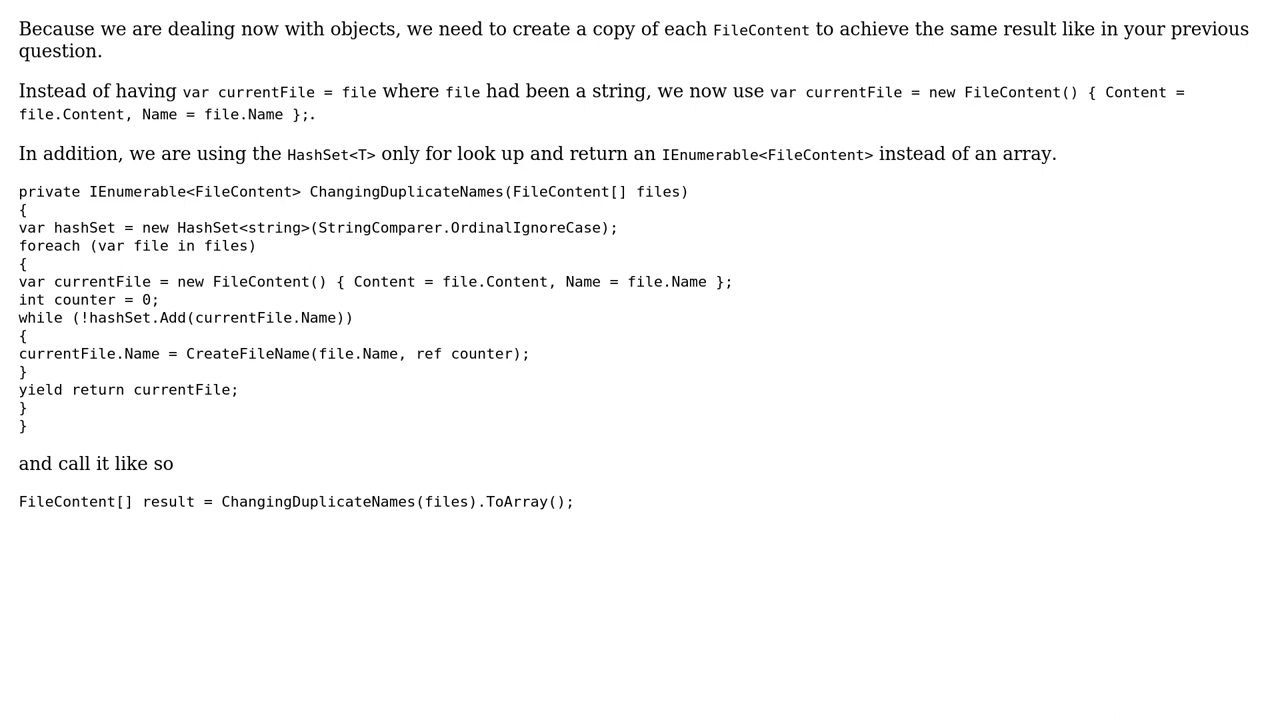 Because we are dealing now with objects, we need to create a copy of each FileContent to achieve the same result like in your previous
question.
Instead of having var currentFile = file where file had been a string, we now use var currentFile = new FileContent() { Content =
file.Content, Name = file.Name };.
In addition, we are using the HashSet<T> only for look up and return an IEnumerable<FileContent> instead of an array.
private IEnumerable<FileContent> ChangingDuplicateNames(FileContent[] files)
{
var hashSet = new HashSet<string>(StringComparer.OrdinalIgnoreCase);
foreach (var file in files)
{
var currentFile = new FileContent() { Content = file.Content, Name = file.Name };
int counter = 0;
while (!hashSet.Add(currentFile.Name))
{
currentFile.Name = CreateFileName(file.Name, ref counter);
}
yield return currentFile;
}
}
and call it like so
FileContent[] result = ChangingDuplicateNames(files).ToArray();